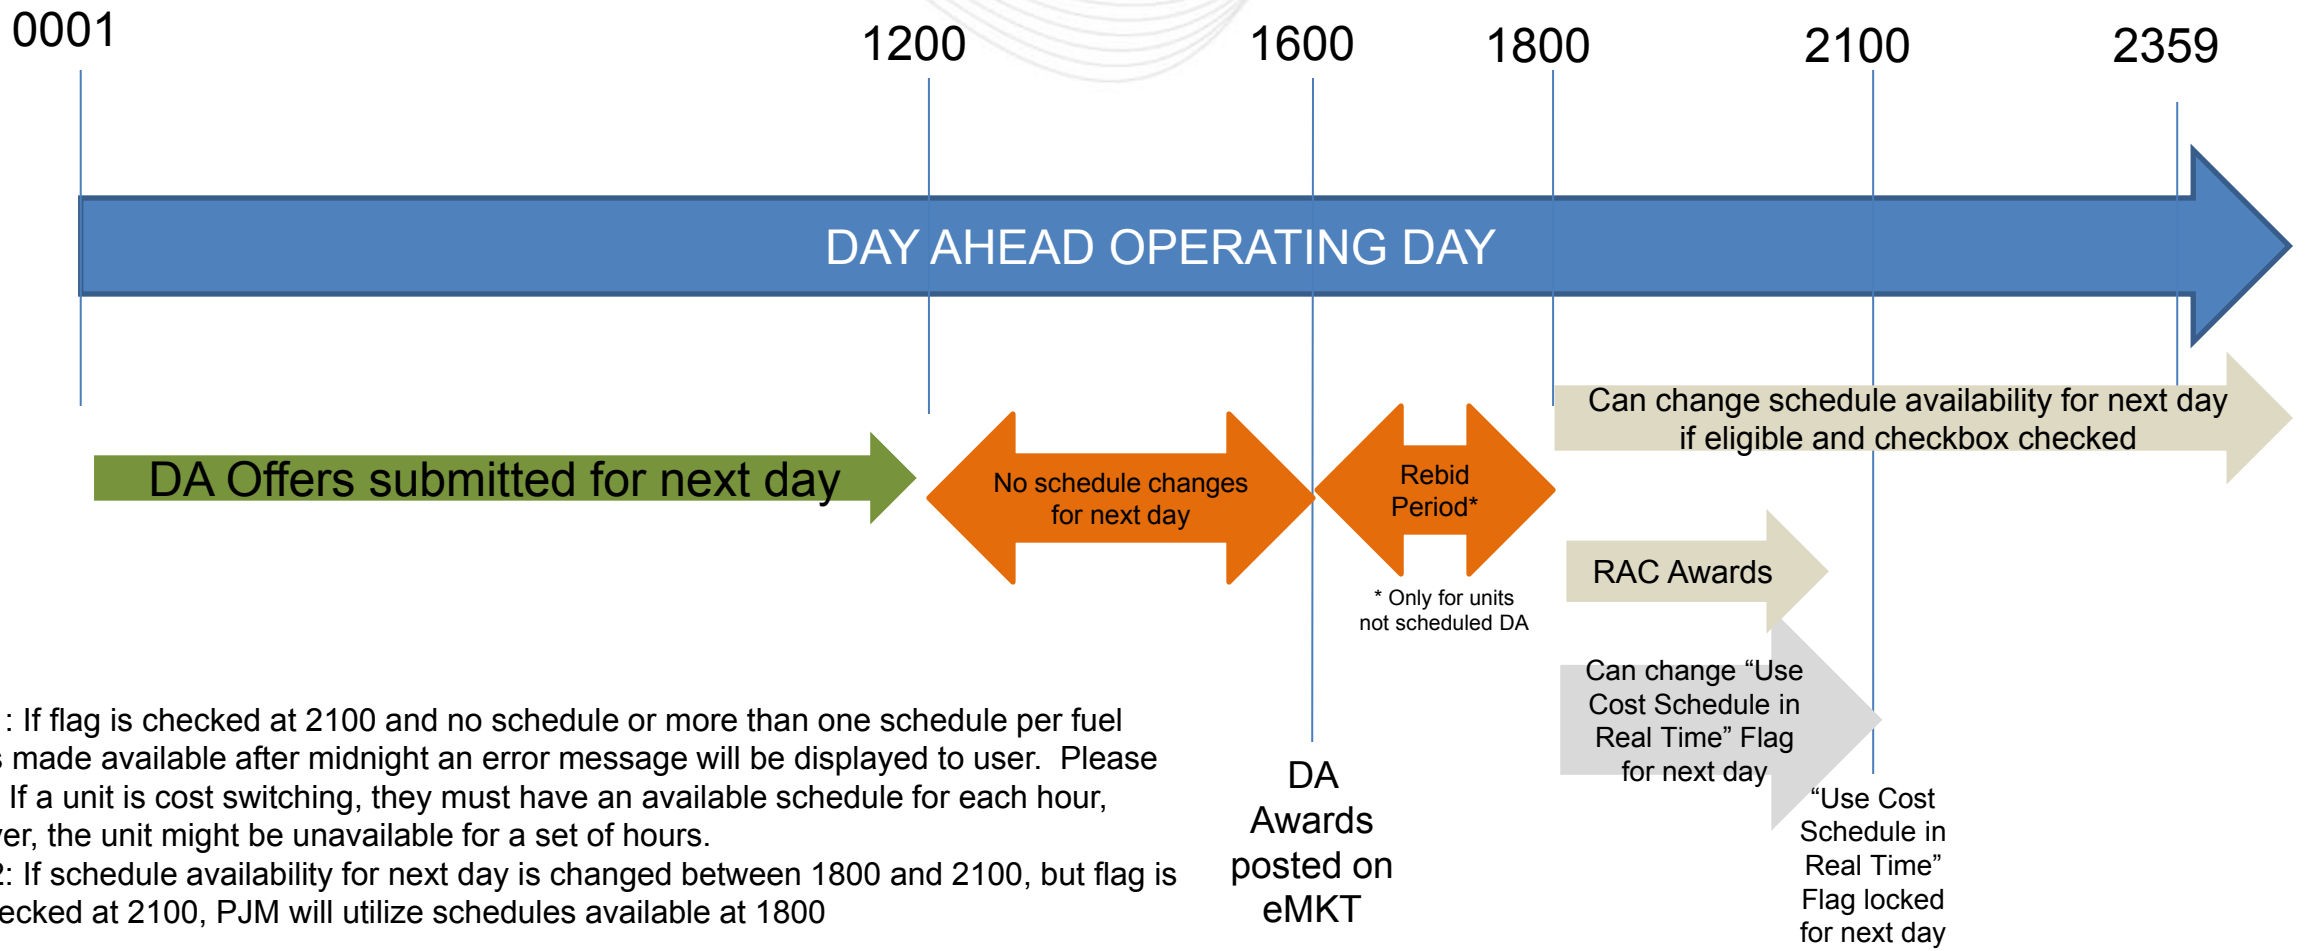 0001
1200
1600
1800
2100
2359
DAY AHEAD OPERATING DAY
Can change schedule availability for next day
if eligible and checkbox checked
DA Offers submitted for next day
No schedule changes
for next day
Rebid
Period*
* Only for units
not scheduled DA
RAC Awards
Can change “Use
Cost Schedule in
Real Time” Flag
for next day
: If flag is checked at 2100 and no schedule or more than one schedule per fuel
made available after midnight an error message will be displayed to user. Please
If a unit is cost switching, they must have an available schedule for each hour,
the unit might be unavailable for a set of hours.
2: If schedule availability for next day is changed between 1800 and 2100, but flag is
at 2100, PJM will utilize schedules available at 1800
DA
Awards
posted on
eMKT
“Use Cost
Schedule in
Real Time”
Flag locked
for next day